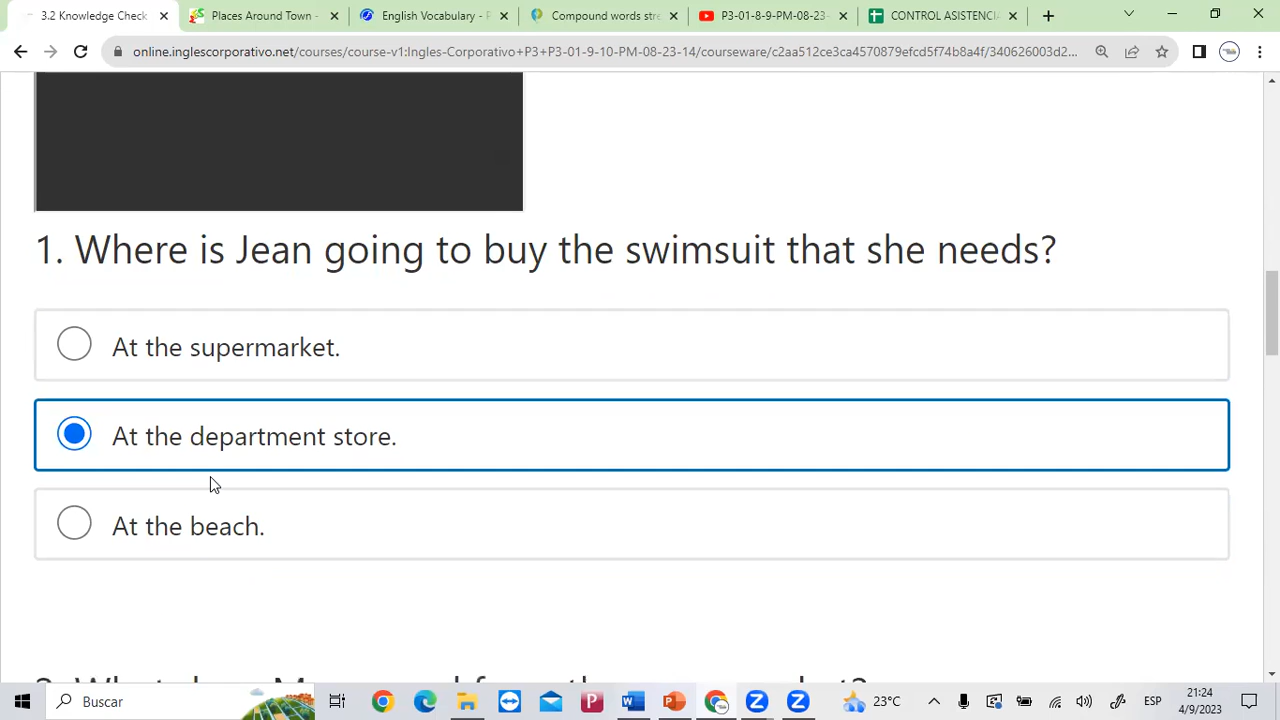 3.2 Knowledge Check
Places Around Town -
English Vocabulary - F
Compound words stre
P3-01-8-9-PM-08-23-
CONTROL ASISTENCIA
online.inglescorporativo.net/courses/course-v1:Ingles-Corporativo+P3+P3-01-9-10-PM-08-23-14/courseware/c2aa512ce3ca4570879efcd5f74b8a4f/340626003d2...
1. Where is Jean going to buy the swimsuit that she needs?
At the supermarket.
At the department store.
At the beach.
Buscar
23°C
ESP
21:24
4/9/2023